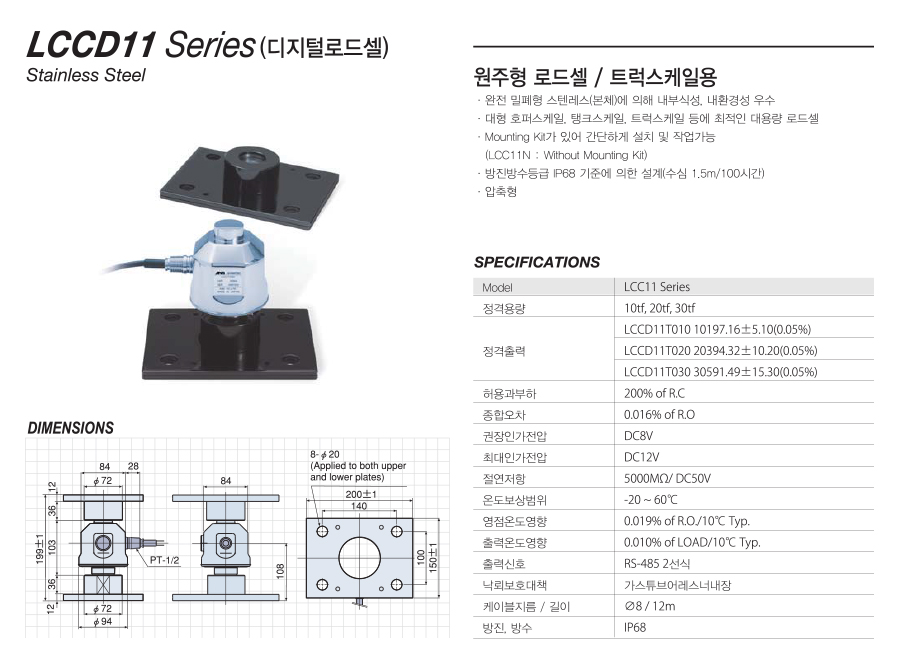 LCCD11 Series(디지털로드셀)
Stainless Steel
원주형 로드셀 / 트럭스케일용
· 완전 밀폐형 스텐레스(본체)에 의해 내부식성, 내환경성 우수
· 대형 호퍼스케일, 탱크스케일, 트럭스케일 등에 최적인 대용량 로드셀
· Mounting Kit가 있어 간단하게 설치 및 작업가능
(LCC11N : Without Mounting Kit)
· 방진방수등급 IP68 기준에 의한 설계(수심 1.5m/100시간)
· 압축형
SPECIFICATIONS
Model LCC11 Series
정격용량 10tf, 20tf, 30tf
정격출력 LCCD11T010 10197.16±5.10(0.05%)
LCCD11T020 20394.32±10.20(0.05%)
LCCD11T030 30591.49±15.30(0.05%)
허용과부하 200% of R.C
종합오차 0.016% of R.O
권장인가전압 DC8V
최대인가전압 DC12V
절연저항 5000MΩ/ DC50V
온도보상범위 -20 ~ 60℃
영점온도영향 0.019% of R.O./10℃ Typ.
출력온도영향 0.010% of LOAD/10℃ Typ.
출력신호 RS-485 2선식
낙뢰보호대책 가스튜브어레스너내장
케이블지름 / 길이 ∅8 / 12m
방진, 방수 IP68
DIMENSIONS
84 28
φ72
12
36
199±1
103
36
12
PT-1/2
φ72
φ94
84
108
8-φ20
(Applied to both upper
and lower plates)
200±1
140
100
150±1